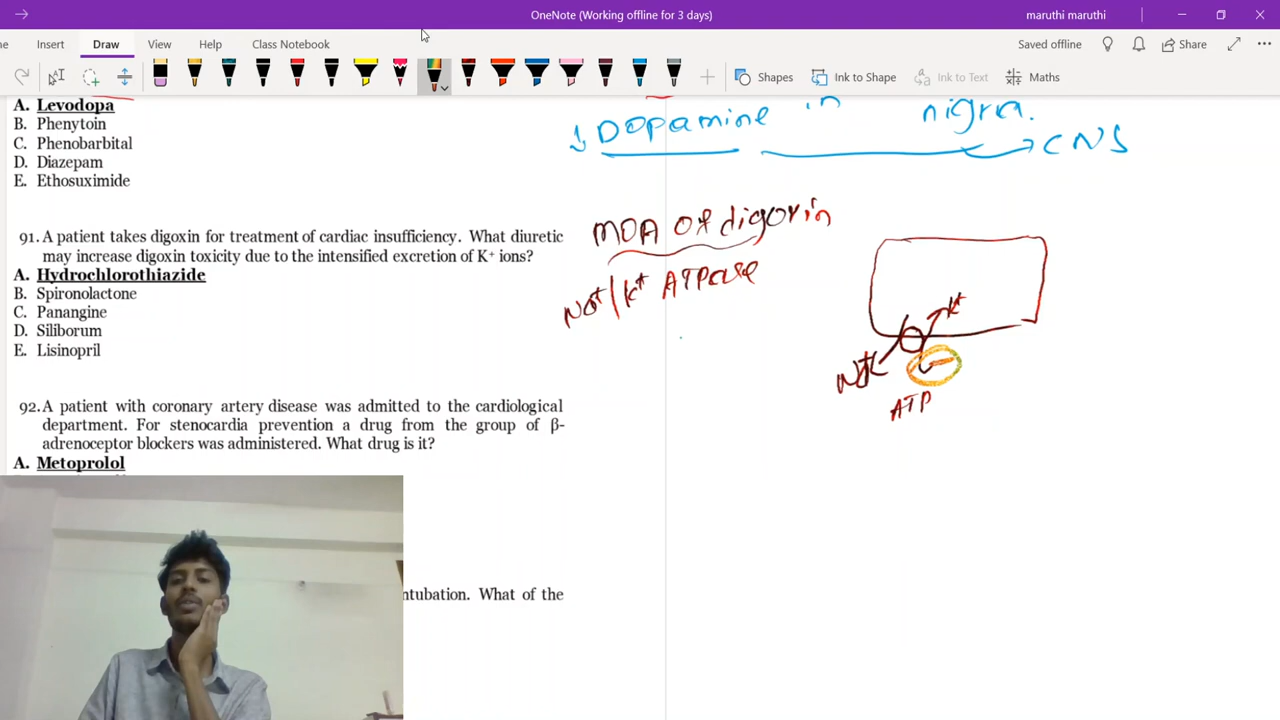 OneNote (Working offline for 3 days)
maruthi maruthi
Insert Draw View Help Class Notebook
Saved offline
Share
Shapes
Ink to Shape
Ink to Text
Maths
A. Levodopa
B. Phenytoin
C. Phenobarbital
D. Diazepam
E. Ethosuximide
91. A patient takes digoxin for treatment of cardiac insufficiency. What diuretic
may increase digoxin toxicity due to the intensified excretion of K⁺ ions?
A. Hydrochlorothiazide
B. Spironolactone
C. Panangine
D. Siliborum
E. Lisinopril
92. A patient with coronary artery disease was admitted to the cardiological
department. For stenocardia prevention a drug from the group of β-
adrenoceptor blockers was administered. What drug is it?
A. Metoprolol
ntubation. What of the
↓ Dopamine in nigra.
→ CNS
MOA Of digoxin
Na⁺/K⁺ ATPase
K⁺
ATP